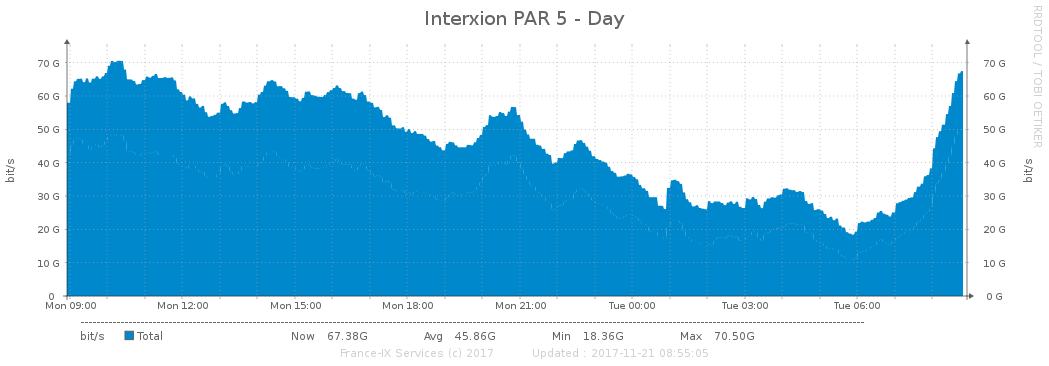 Interxion PAR 5 - Day
RRDTOOL / TOBI OETIKER
bit/s
70 G 70 G
60 G 60 G
50 G 50 G
40 G 40 G
30 G 30 G
20 G 20 G
10 G 10 G
0 0 G
bit/s
Mon 09:00 Mon 12:00 Mon 15:00 Mon 18:00 Mon 21:00 Tue 00:00 Tue 03:00 Tue 06:00
bit/s Total Now 67.38G Avg 45.86G Min 18.36G Max 70.50G
France-IX Services (c) 2017 Updated : 2017-11-21 08:55:05